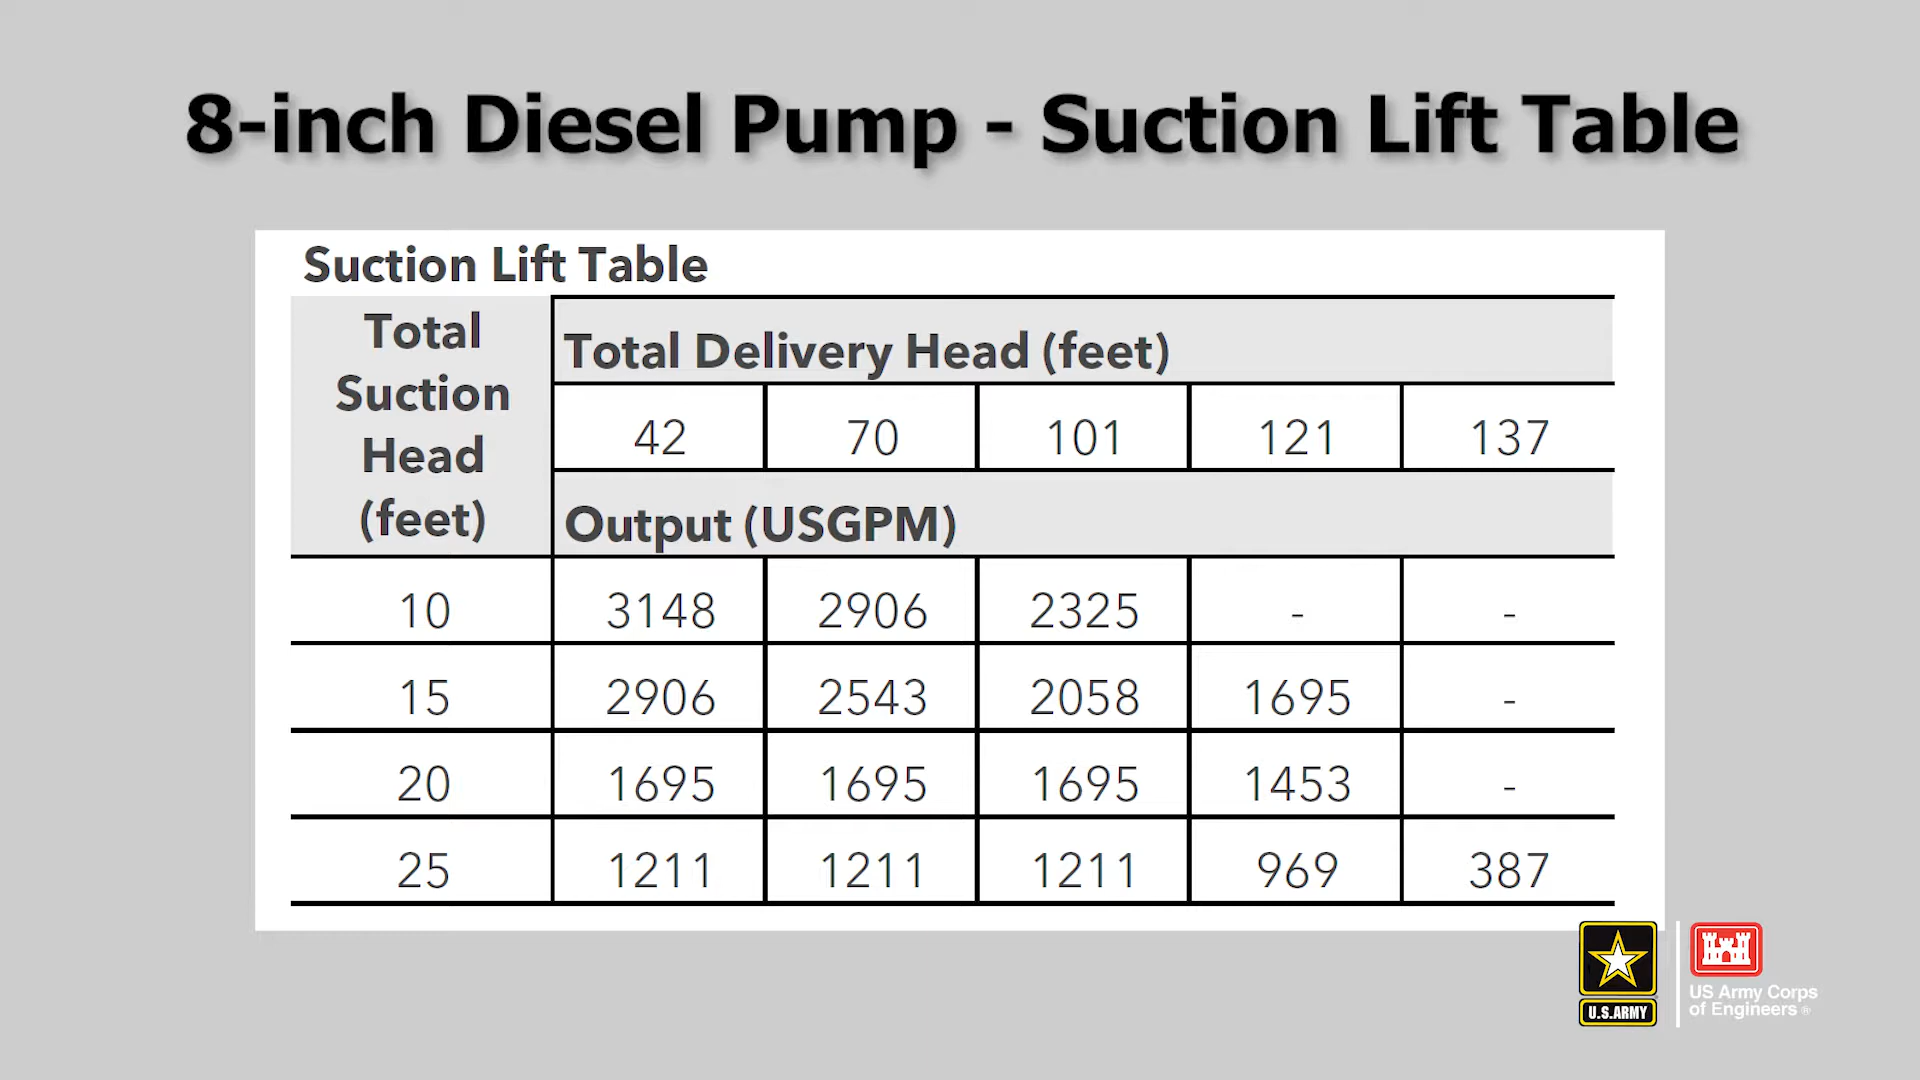 8-inch Diesel Pump - Suction Lift Table
Suction Lift Table
Total
Suction
Head
(feet)
Total Delivery Head (feet)
42 70 101 121 137
Output (USGPM)
10 3148 2906 2325 - -
15 2906 2543 2058 1695 -
20 1695 1695 1695 1453 -
25 1211 1211 1211 969 387
U.S.ARMY
US Army Corps
of Engineers ®